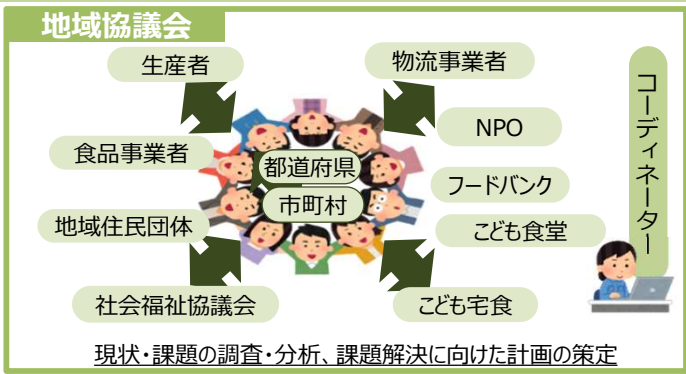 地域協議会
生産者
物流事業者
食品事業者
NPO
都道府県
市町村
フードバンク
地域住民団体
こども食堂
社会福祉協議会
こども宅食
コーディネーター
現状・課題の調査・分析、課題解決に向けた計画の策定